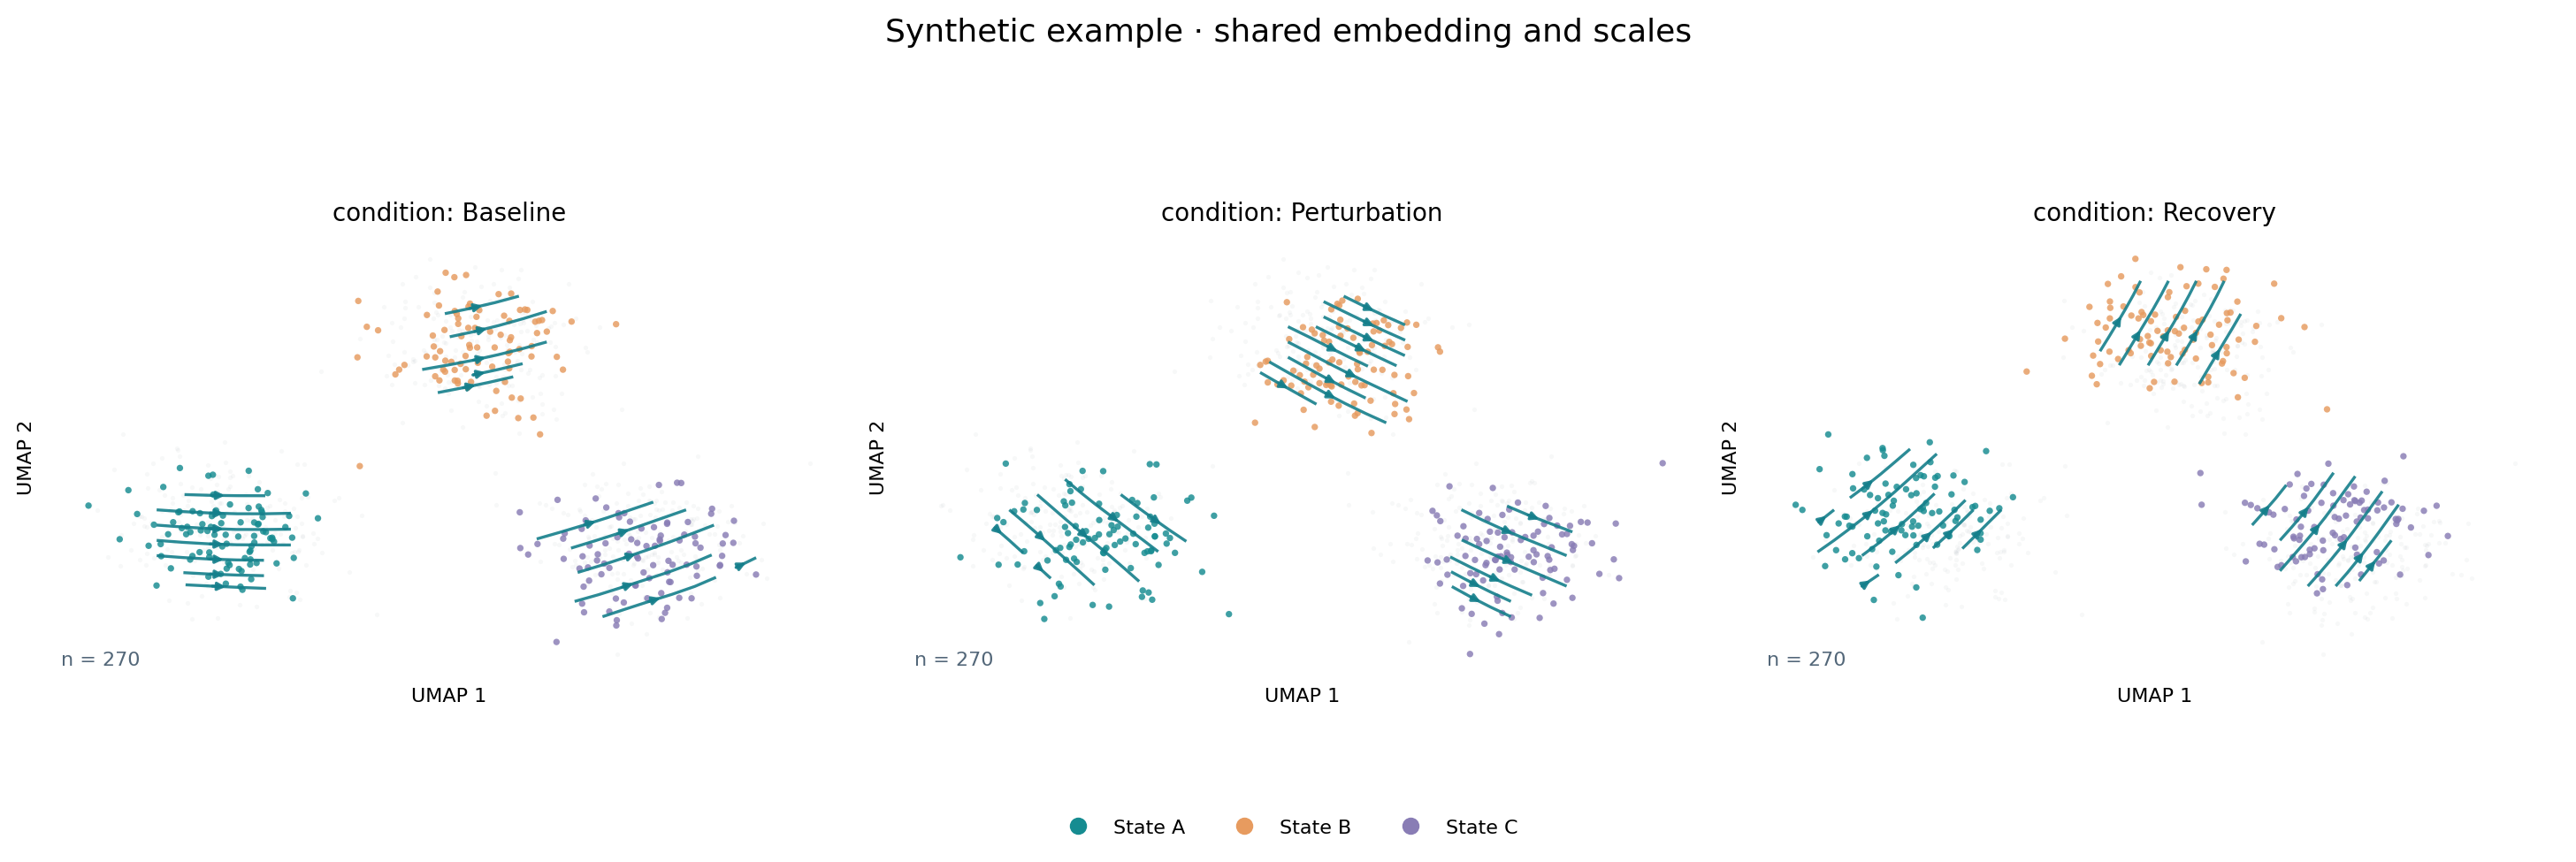 Synthetic example · shared embedding and scales
condition: Baseline
condition: Perturbation
condition: Recovery
UMAP 2
UMAP 2
UMAP 2
n = 270
n = 270
n = 270
UMAP 1
UMAP 1
UMAP 1
State A
State B
State C